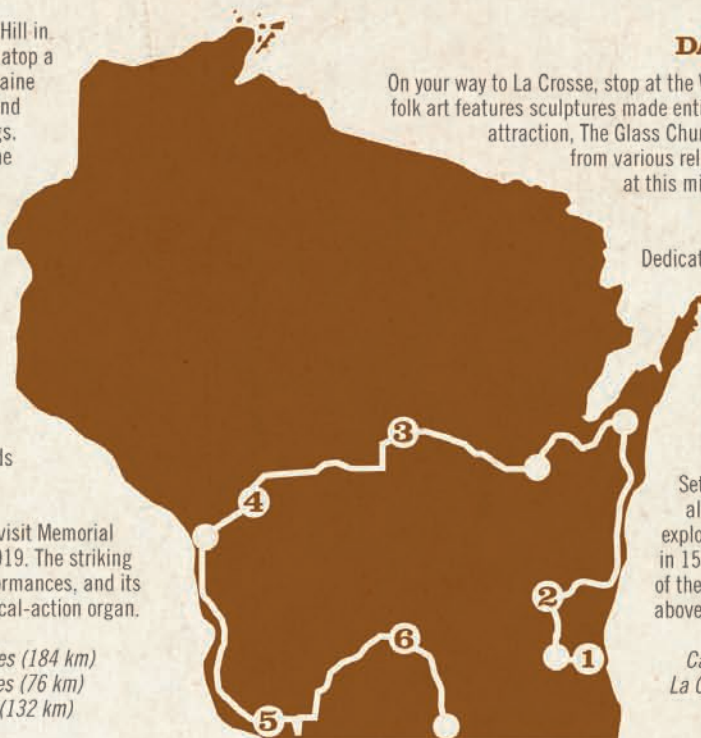 Hill in
atop a
aine
nd
gs.
ne
ls
visit Memorial
019. The striking
ormances, and its
cal-action organ.
es (184 km)
es (76 km)
(132 km)
DA
On your way to La Crosse, stop at the
folk art features sculptures made enti
attraction, The Glass Chur
from various rel
at this mi
Dedicat
Set
al
explo
in 15
of the
above
Ca
La C
3
4
2
6
1
5